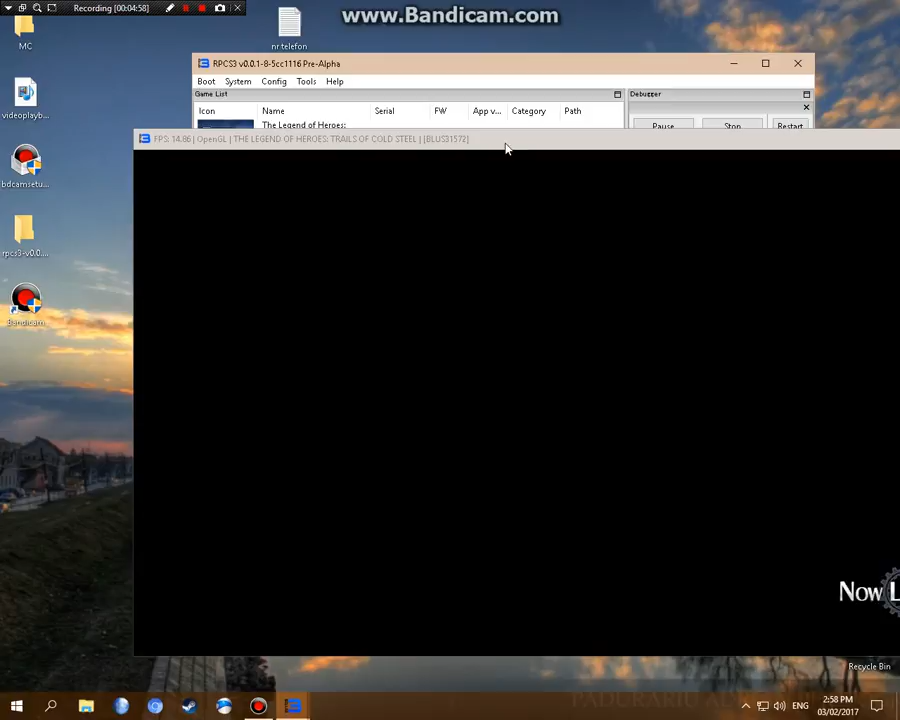 Recording [00:04:58]
www.Bandicam.com
MC
nr telefon
videoplayb...
bdcamsetu...
rpcs3-v0.0....
Bandicam
RPCS3 v0.0.1-8-5cc1116 Pre-Alpha
Boot System Config Tools Help
Game List
Debugger
Icon Name Serial FW App v... Category Path
The Legend of Heroes:
Pause Stop Restart
FPS: 14.86 | OpenGL | THE LEGEND OF HEROES: TRAILS OF COLD STEEL | [BLUS31572]
Now L
Recycle Bin
ENG
2:58 PM
03/02/2017